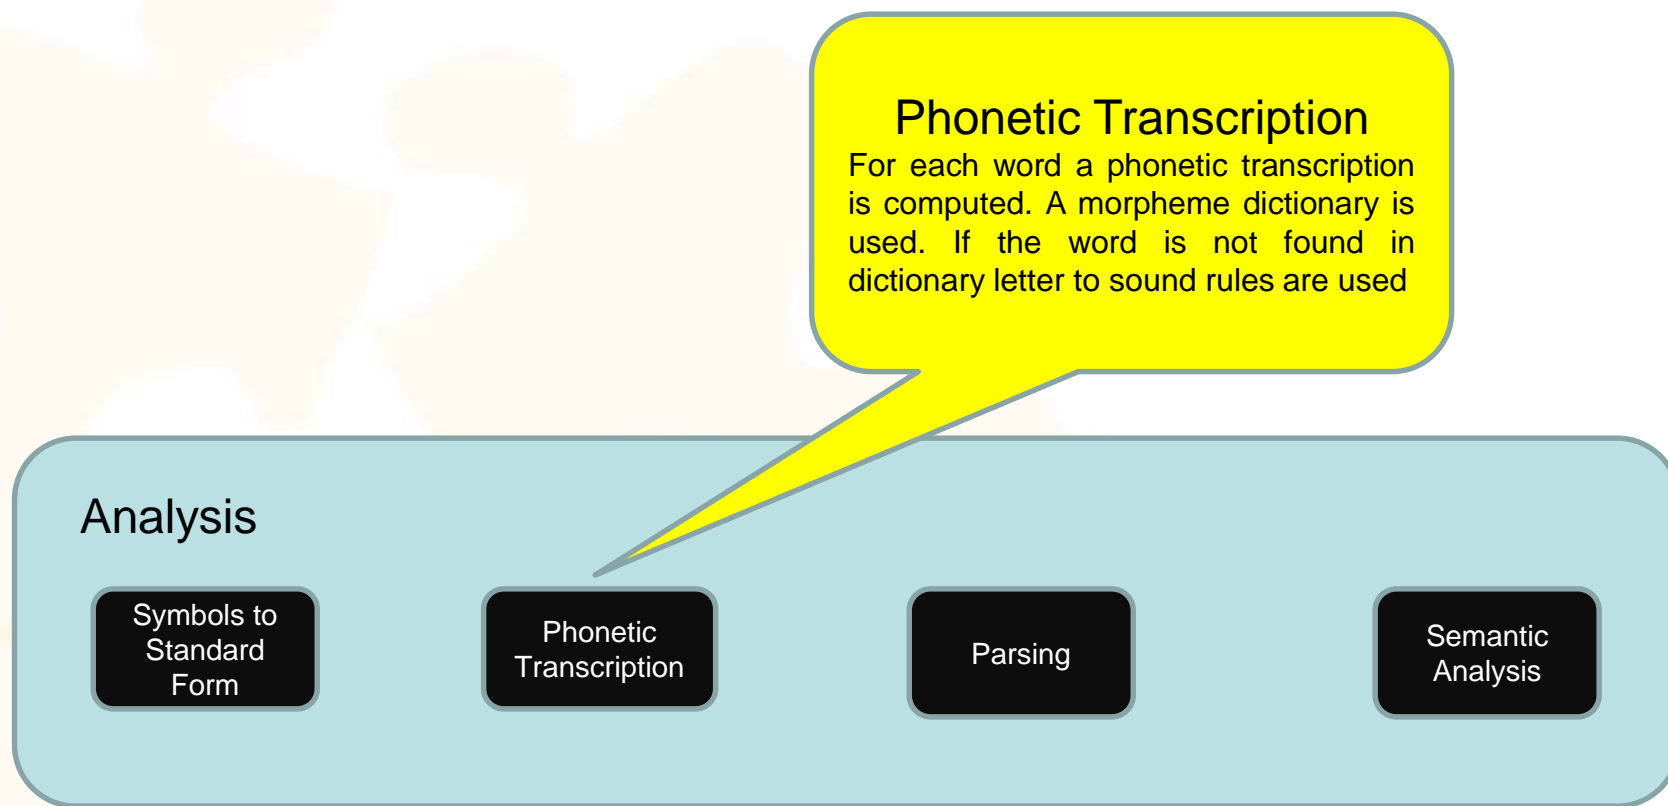 Phonetic Transcription
For each word a phonetic transcription
is computed. A morpheme dictionary is
used. If the word is not found in
dictionary letter to sound rules are used
Analysis
Symbols to
Standard
Form
Phonetic
Transcription
Parsing
Semantic
Analysis